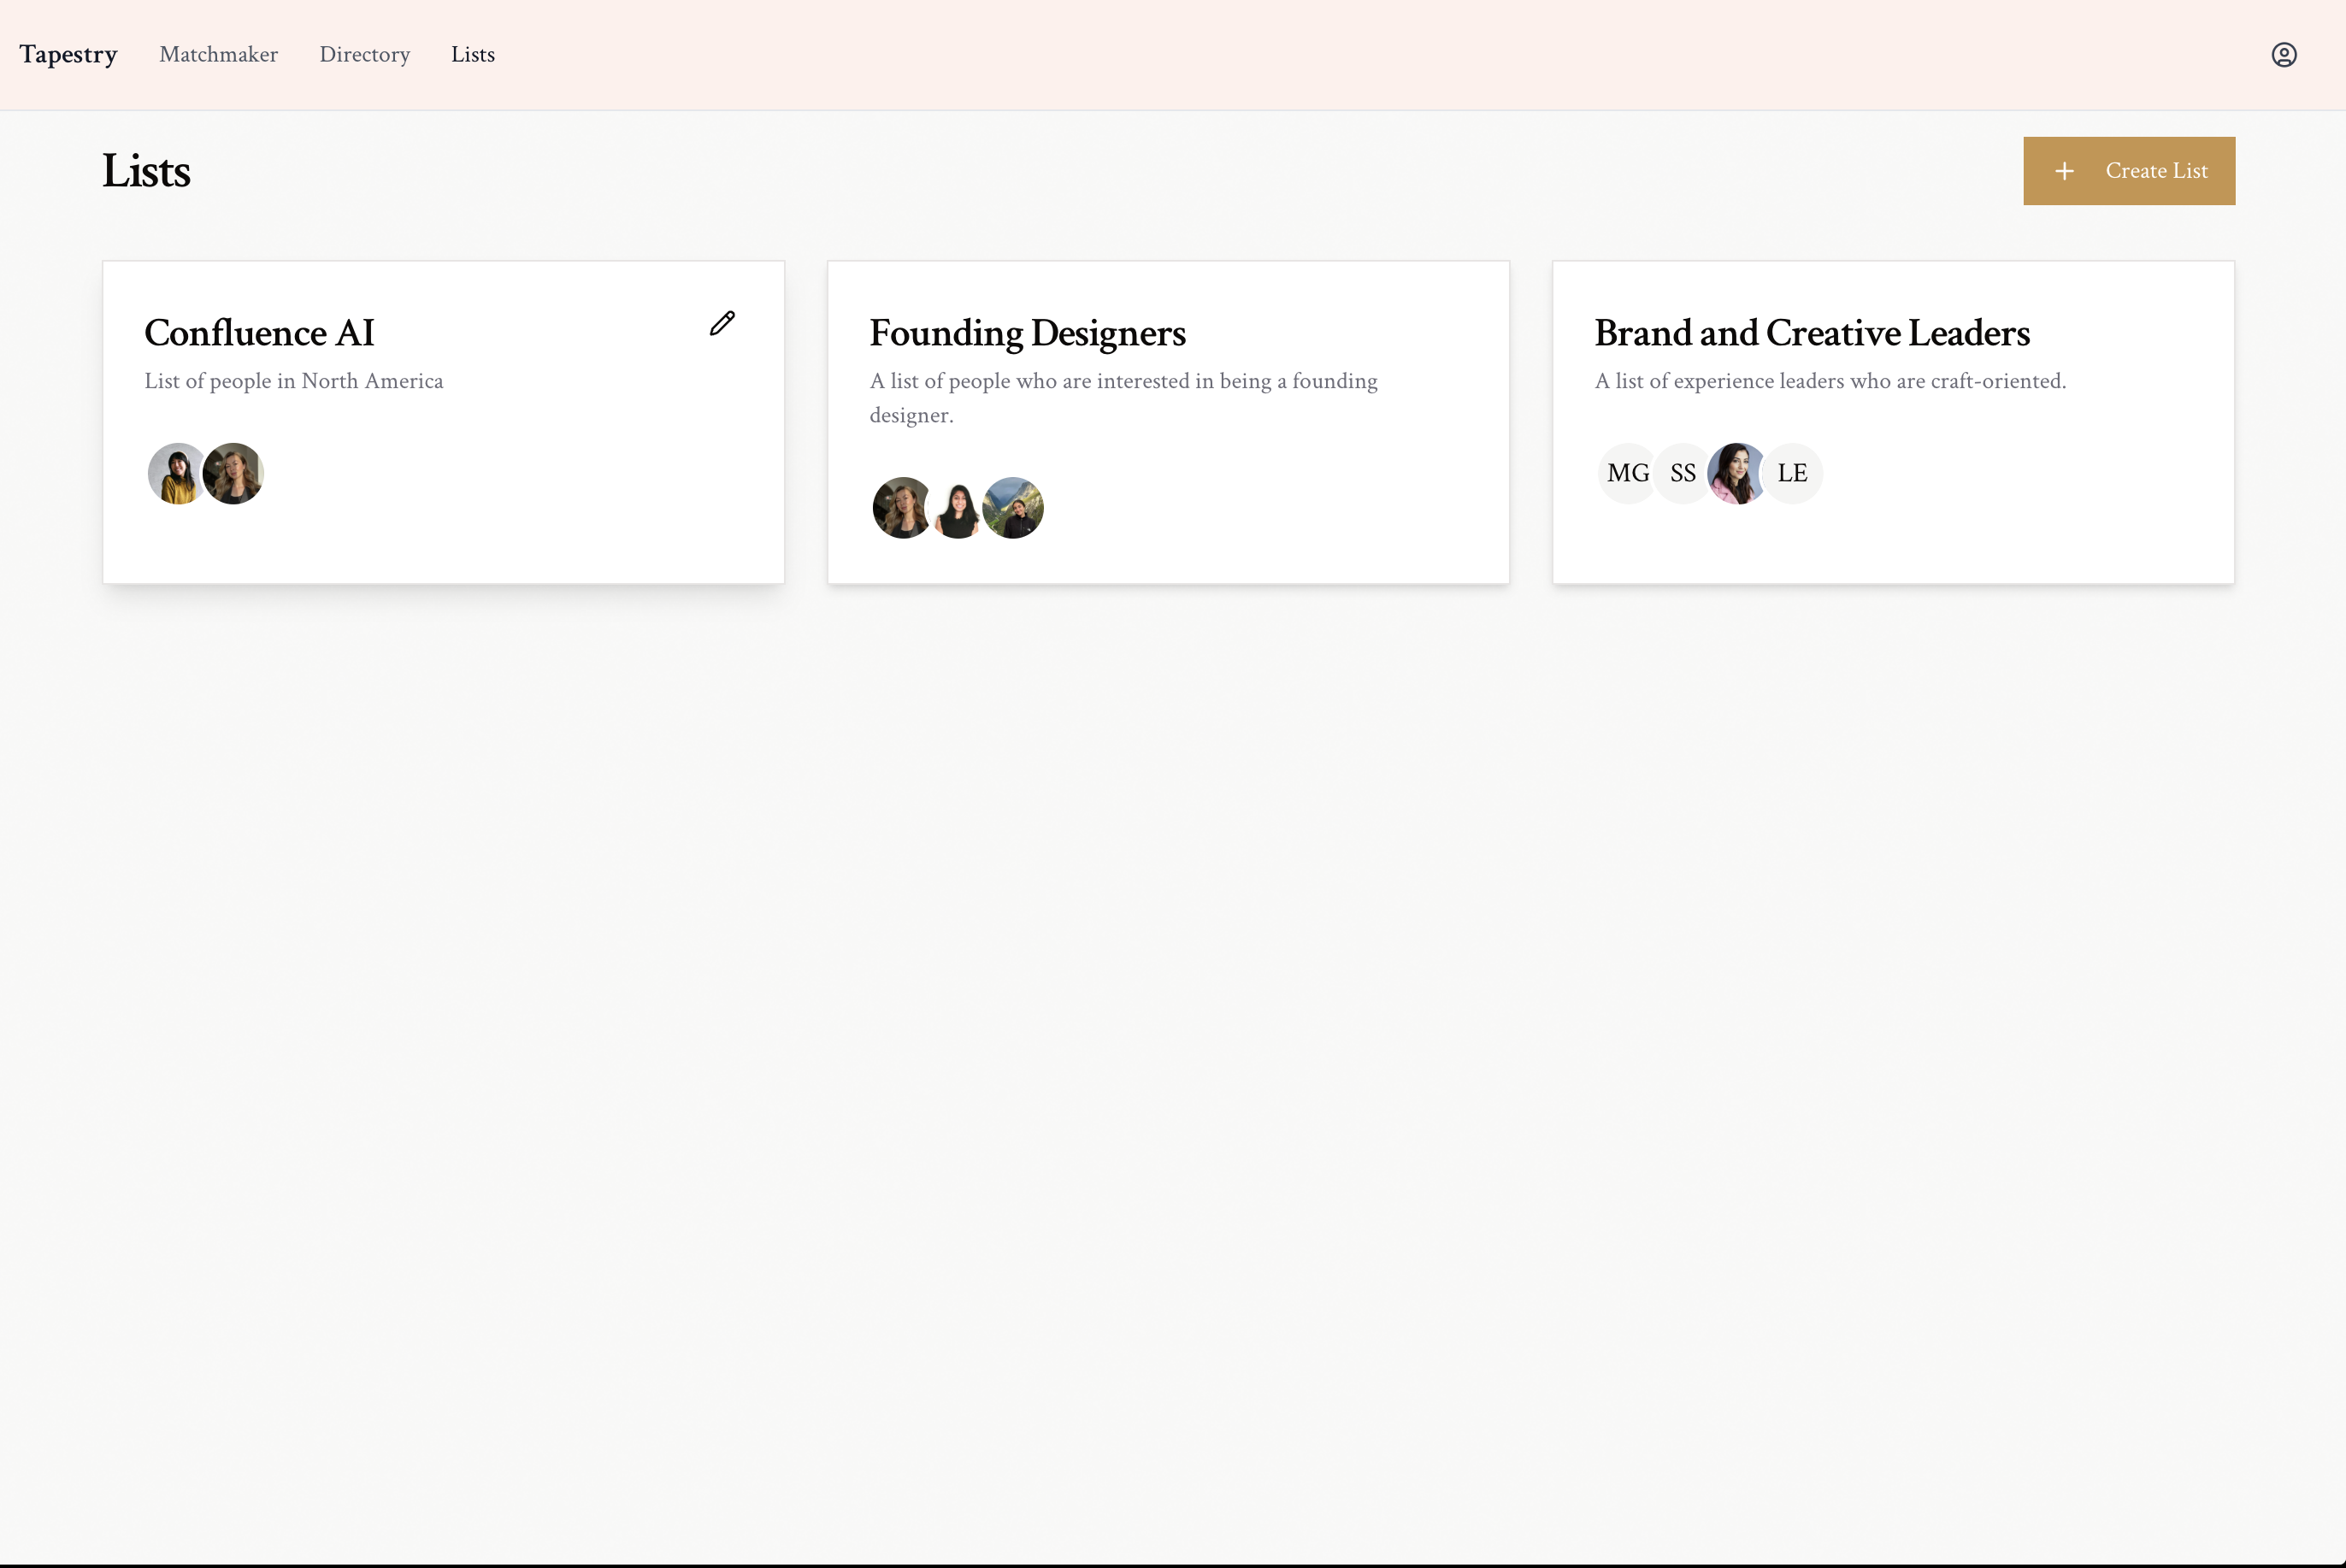 Tapestry Matchmaker Directory Lists
Lists
Create List
Confluence AI
List of people in North America
Founding Designers
A list of people who are interested in being a founding
designer.
Brand and Creative Leaders
A list of experience leaders who are craft-oriented.
MG SS LE